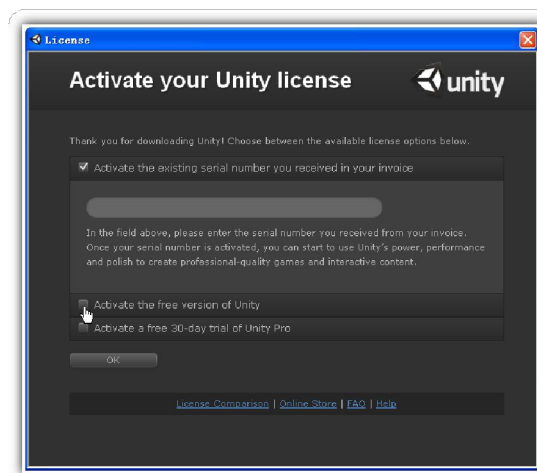 License
Activate your Unity license
unity
Thank you for downloading Unity! Choose between the available license options below.
Activate the existing serial number you received in your invoice
In the field above, please enter the serial number you received from your invoice.
Once your serial number is activated, you can start to use Unity's power, performance
and polish to create professional-quality games and interactive content.
Activate the free version of Unity
Activate a free 30-day trial of Unity Pro
OK
License Comparison | Online Store | FAQ | Help